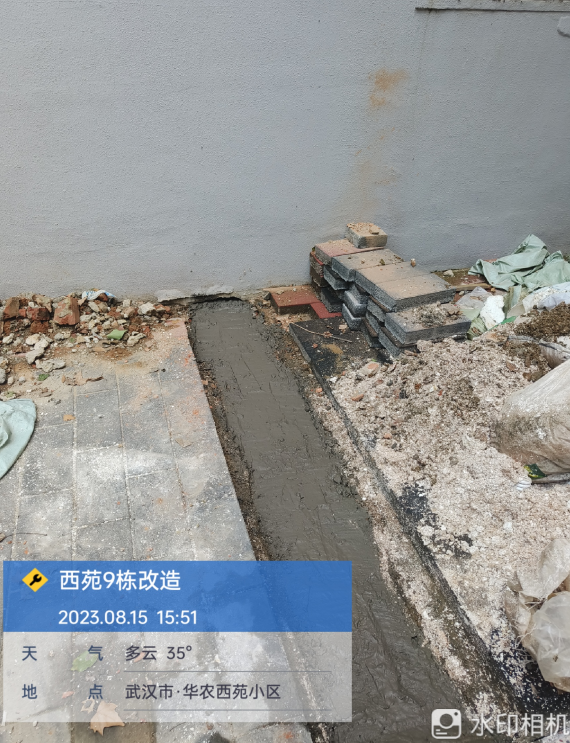 西苑9栋改造
2023.08.15 15:51
天 气 多云 35°
地 点 武汉市·华农西苑小区
水印相机